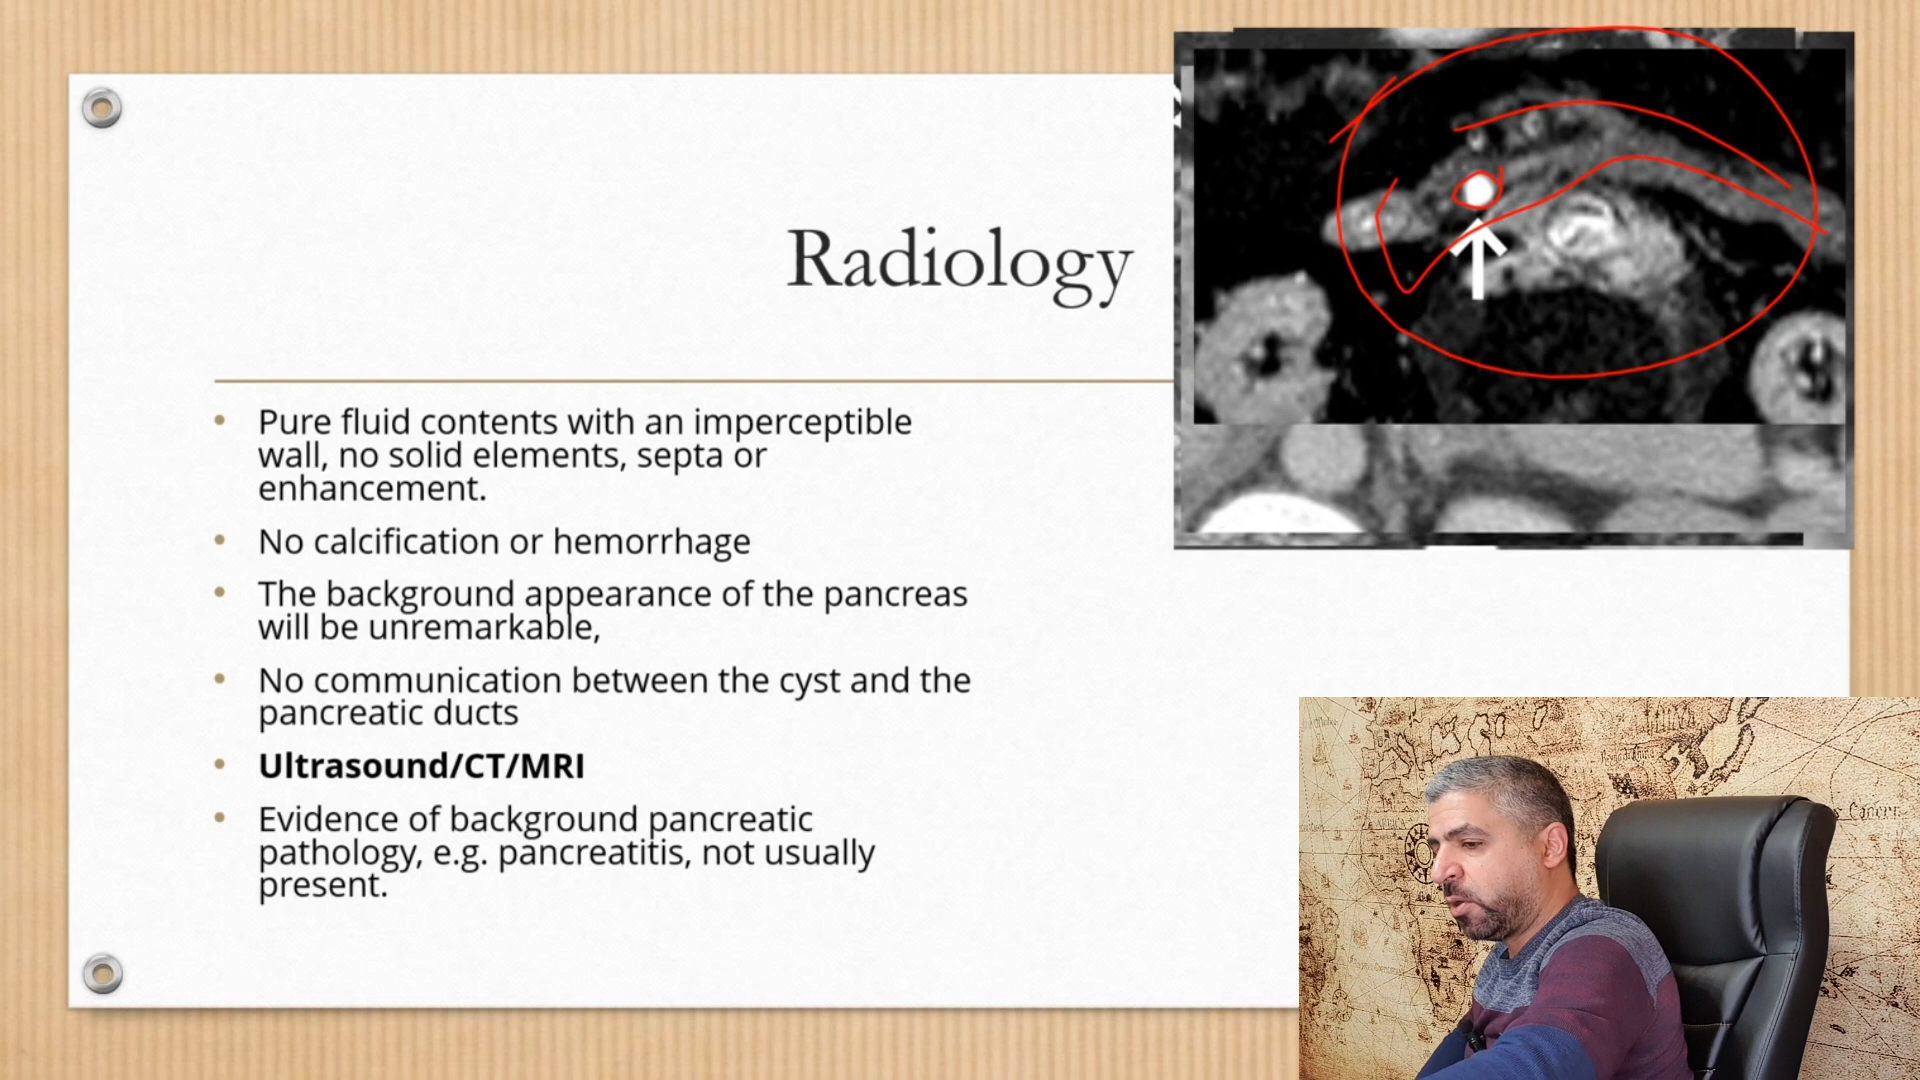 Radiology
• Pure fluid contents with an imperceptible
wall, no solid elements, septa or
enhancement.
• No calcification or hemorrhage
• The background appearance of the pancreas
will be unremarkable,
• No communication between the cyst and the
pancreatic ducts
• Ultrasound/CT/MRI
• Evidence of background pancreatic
pathology, e.g. pancreatitis, not usually
present.